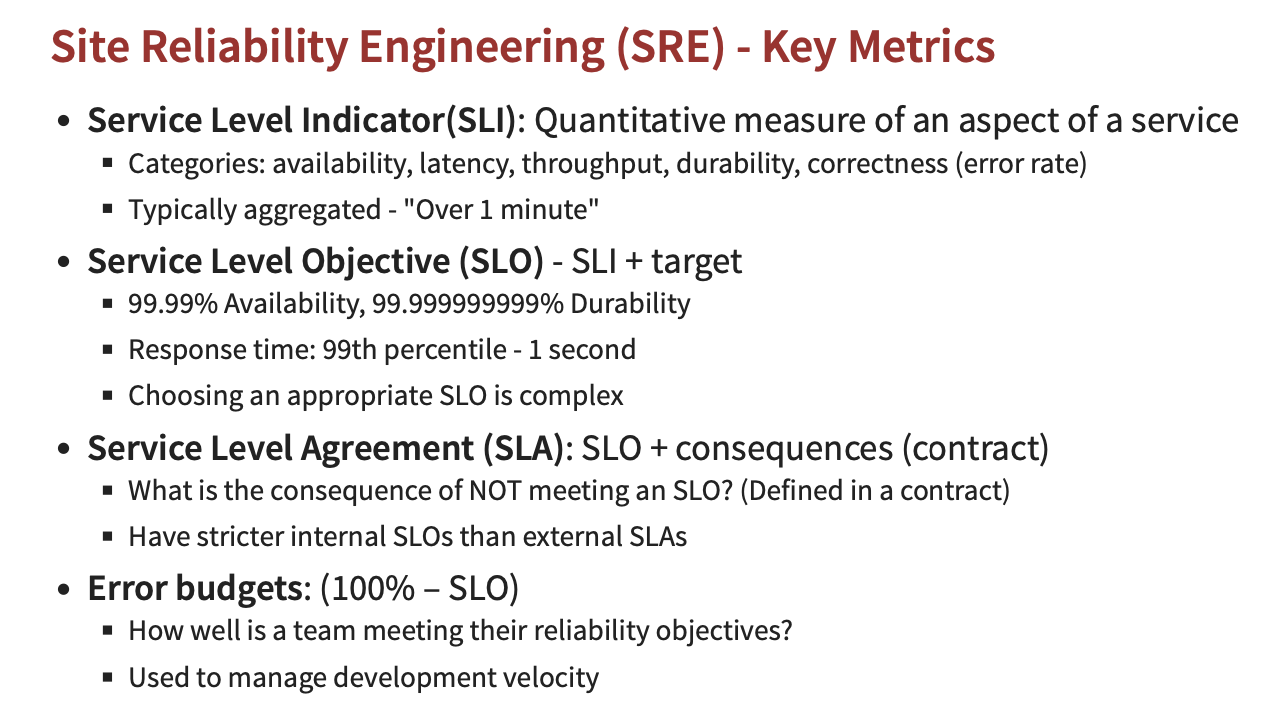 Site Reliability Engineering (SRE) - Key Metrics
• Service Level Indicator(SLI): Quantitative measure of an aspect of a service
▪ Categories: availability, latency, throughput, durability, correctness (error rate)
▪ Typically aggregated - "Over 1 minute"
• Service Level Objective (SLO) - SLI + target
▪ 99.99% Availability, 99.999999999% Durability
▪ Response time: 99th percentile - 1 second
▪ Choosing an appropriate SLO is complex
• Service Level Agreement (SLA): SLO + consequences (contract)
▪ What is the consequence of NOT meeting an SLO? (Defined in a contract)
▪ Have stricter internal SLOs than external SLAs
• Error budgets: (100% – SLO)
▪ How well is a team meeting their reliability objectives?
▪ Used to manage development velocity